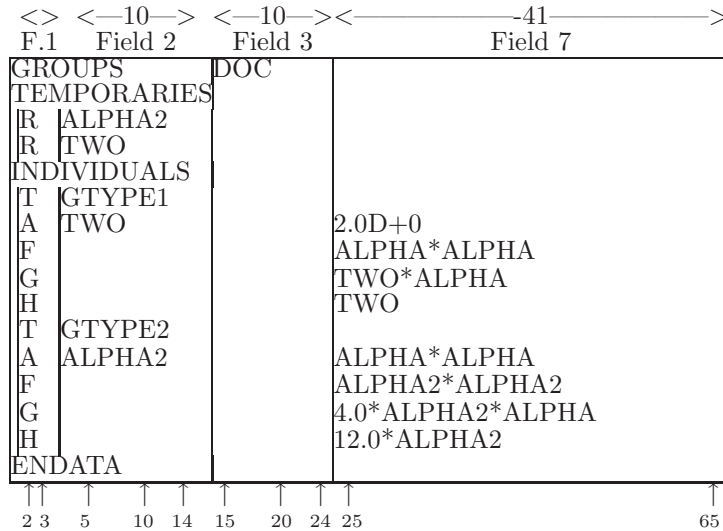 <> <—10——> <—10—> <————————-41————————>
F.1 Field 2 Field 3 Field 7
GROUPS DOC
TEMPORARIES
R ALPHA2
R TWO
INDIVIDUALS
T GTYPE1
A TWO 2.0D+0
F ALPHA*ALPHA
G TWO*ALPHA
H TWO
T GTYPE2
A ALPHA2 ALPHA*ALPHA
F ALPHA2*ALPHA2
G 4.0*ALPHA2*ALPHA
H 12.0*ALPHA2
ENDATA
↑↑ ↑ ↑ ↑ ↑ ↑ ↑ ↑ ↑
2 3 5 10 14 15 20 24 25 65